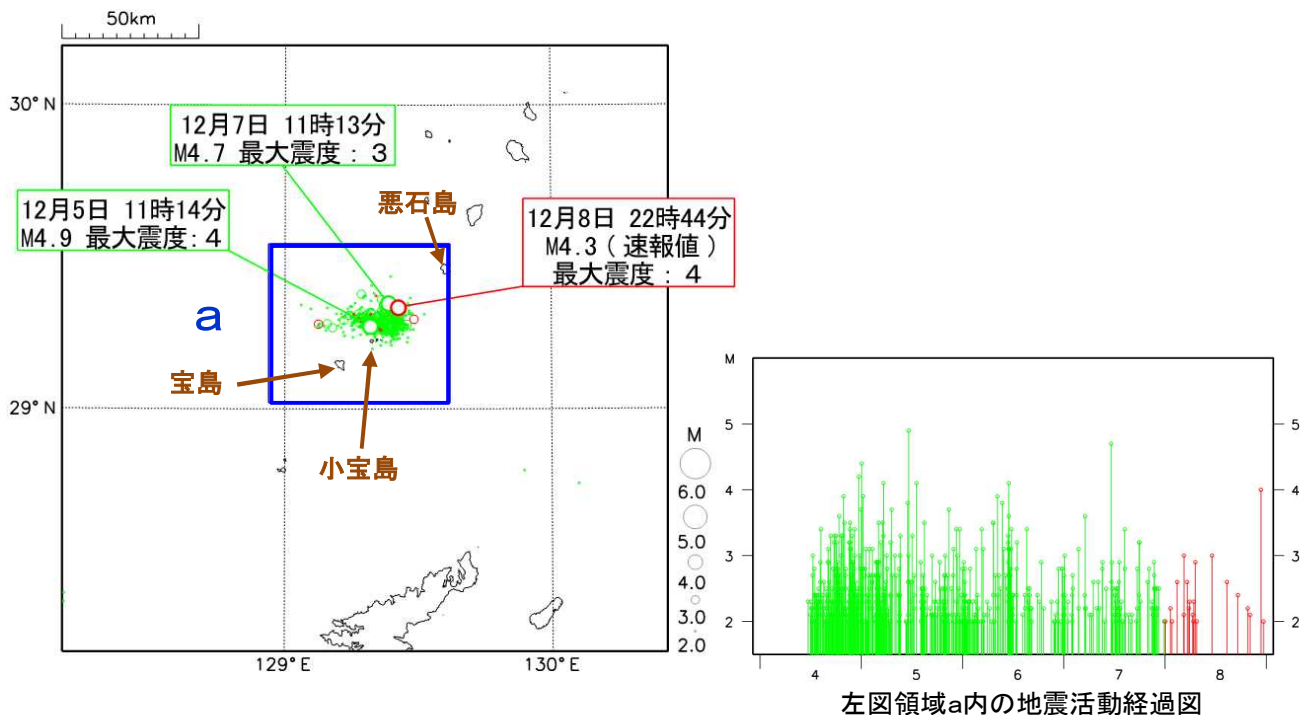 50km
30°N
12月7日 11時13分
M4.7 最大震度：３
悪石島
12月5日 11時14分
M4.9 最大震度：４
12月8日 22時44分
M4.3（速報値）
最大震度：４
a
宝島
29°N
小宝島
M
6.0
5.0
4.0
3.0
2.0
129°E
130°E
M
5
5
4
4
3
3
2
2
4
5
6
7
8
左図領域a内の地震活動経過図